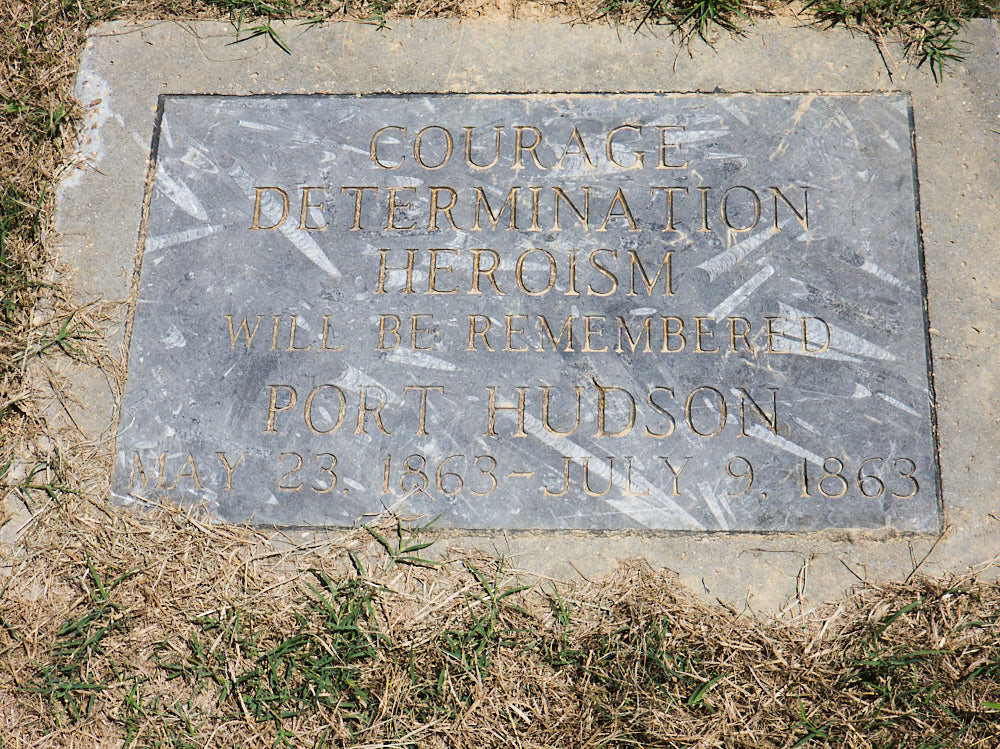 COURAGE
DETERMINATION
HEROISM
WILL BE REMEMBERED
PORT HUDSON
MAY 23, 1863 - JULY 9, 1863